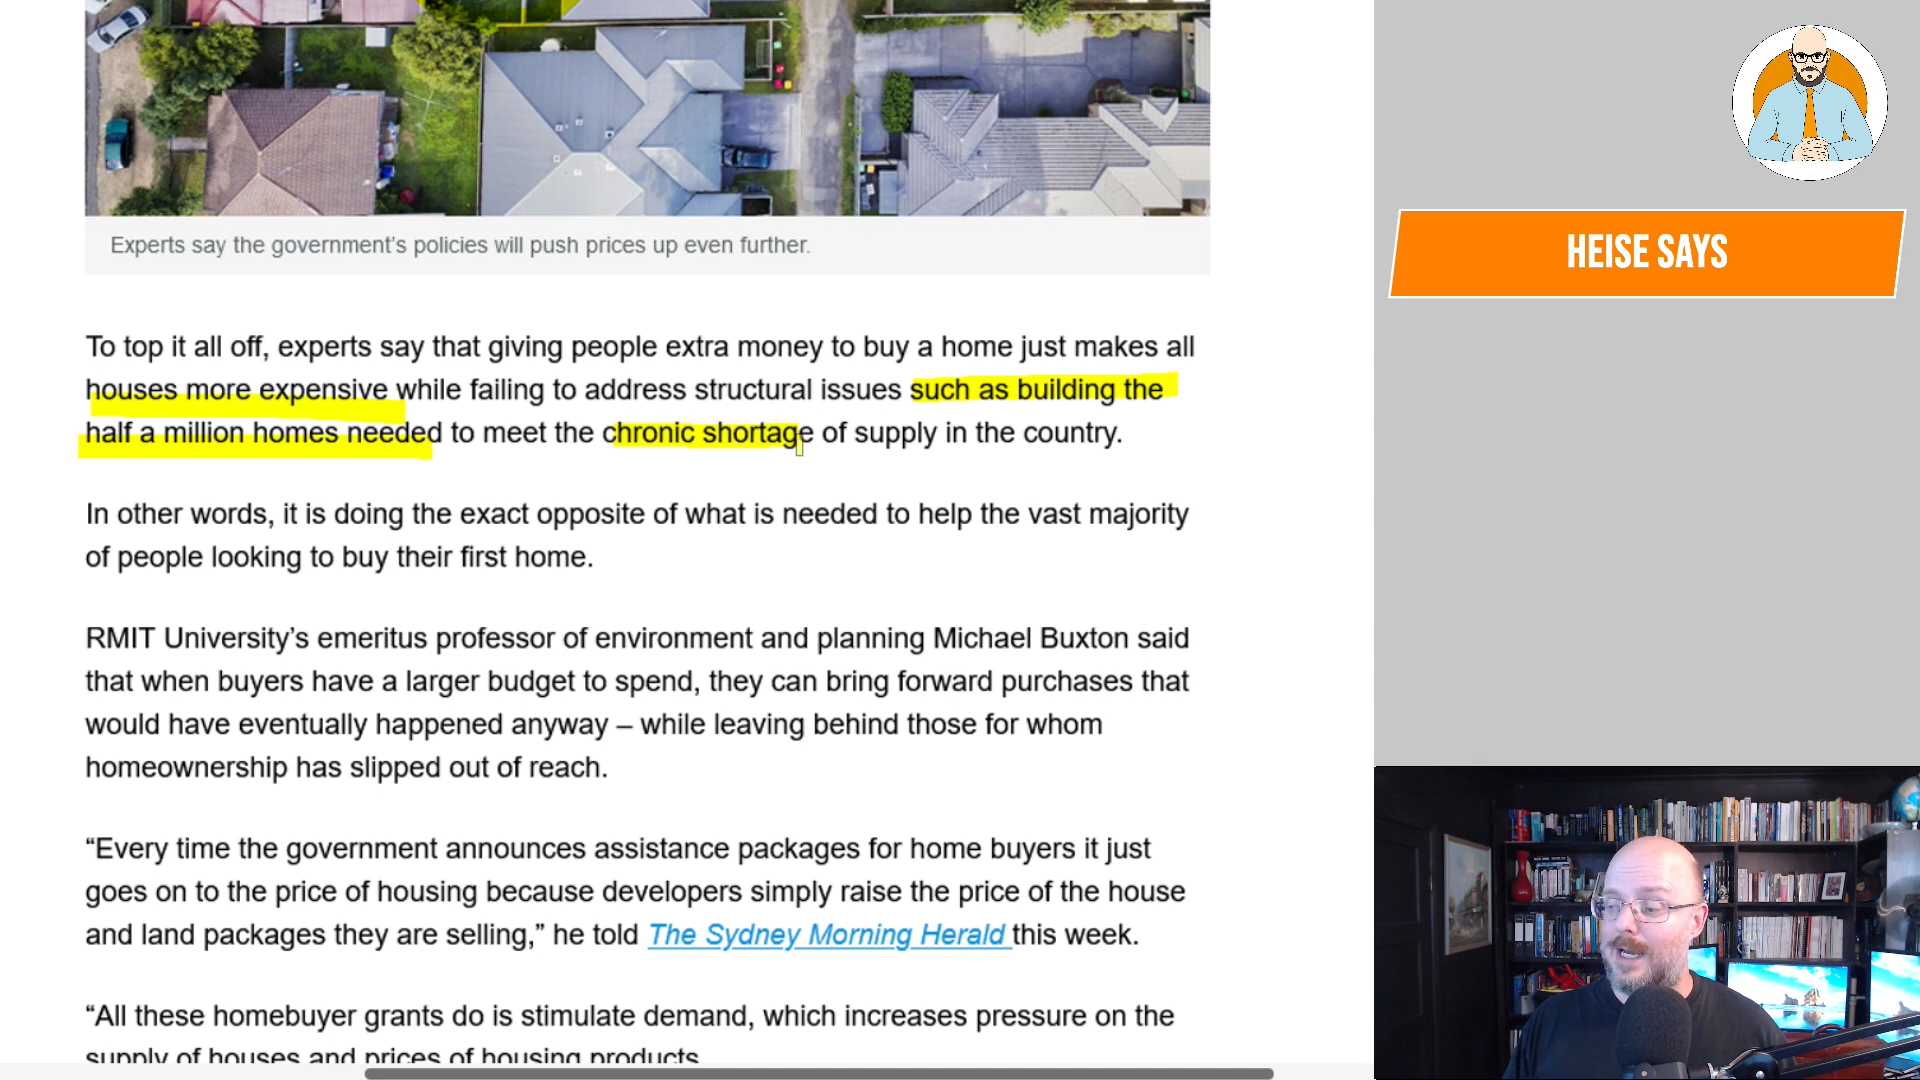 Experts say the government’s policies will push prices up even further.
To top it all off, experts say that giving people extra money to buy a home just makes all
houses more expensive while failing to address structural issues such as building the
half a million homes needed to meet the chronic shortage of supply in the country.
In other words, it is doing the exact opposite of what is needed to help the vast majority
of people looking to buy their first home.
RMIT University’s emeritus professor of environment and planning Michael Buxton said
that when buyers have a larger budget to spend, they can bring forward purchases that
would have eventually happened anyway – while leaving behind those for whom
homeownership has slipped out of reach.
“Every time the government announces assistance packages for home buyers it just
goes on to the price of housing because developers simply raise the price of the house
and land packages they are selling,” he told The Sydney Morning Herald this week.
“All these homebuyer grants do is stimulate demand, which increases pressure on the
supply of houses and prices of housing products
HEISE SAYS